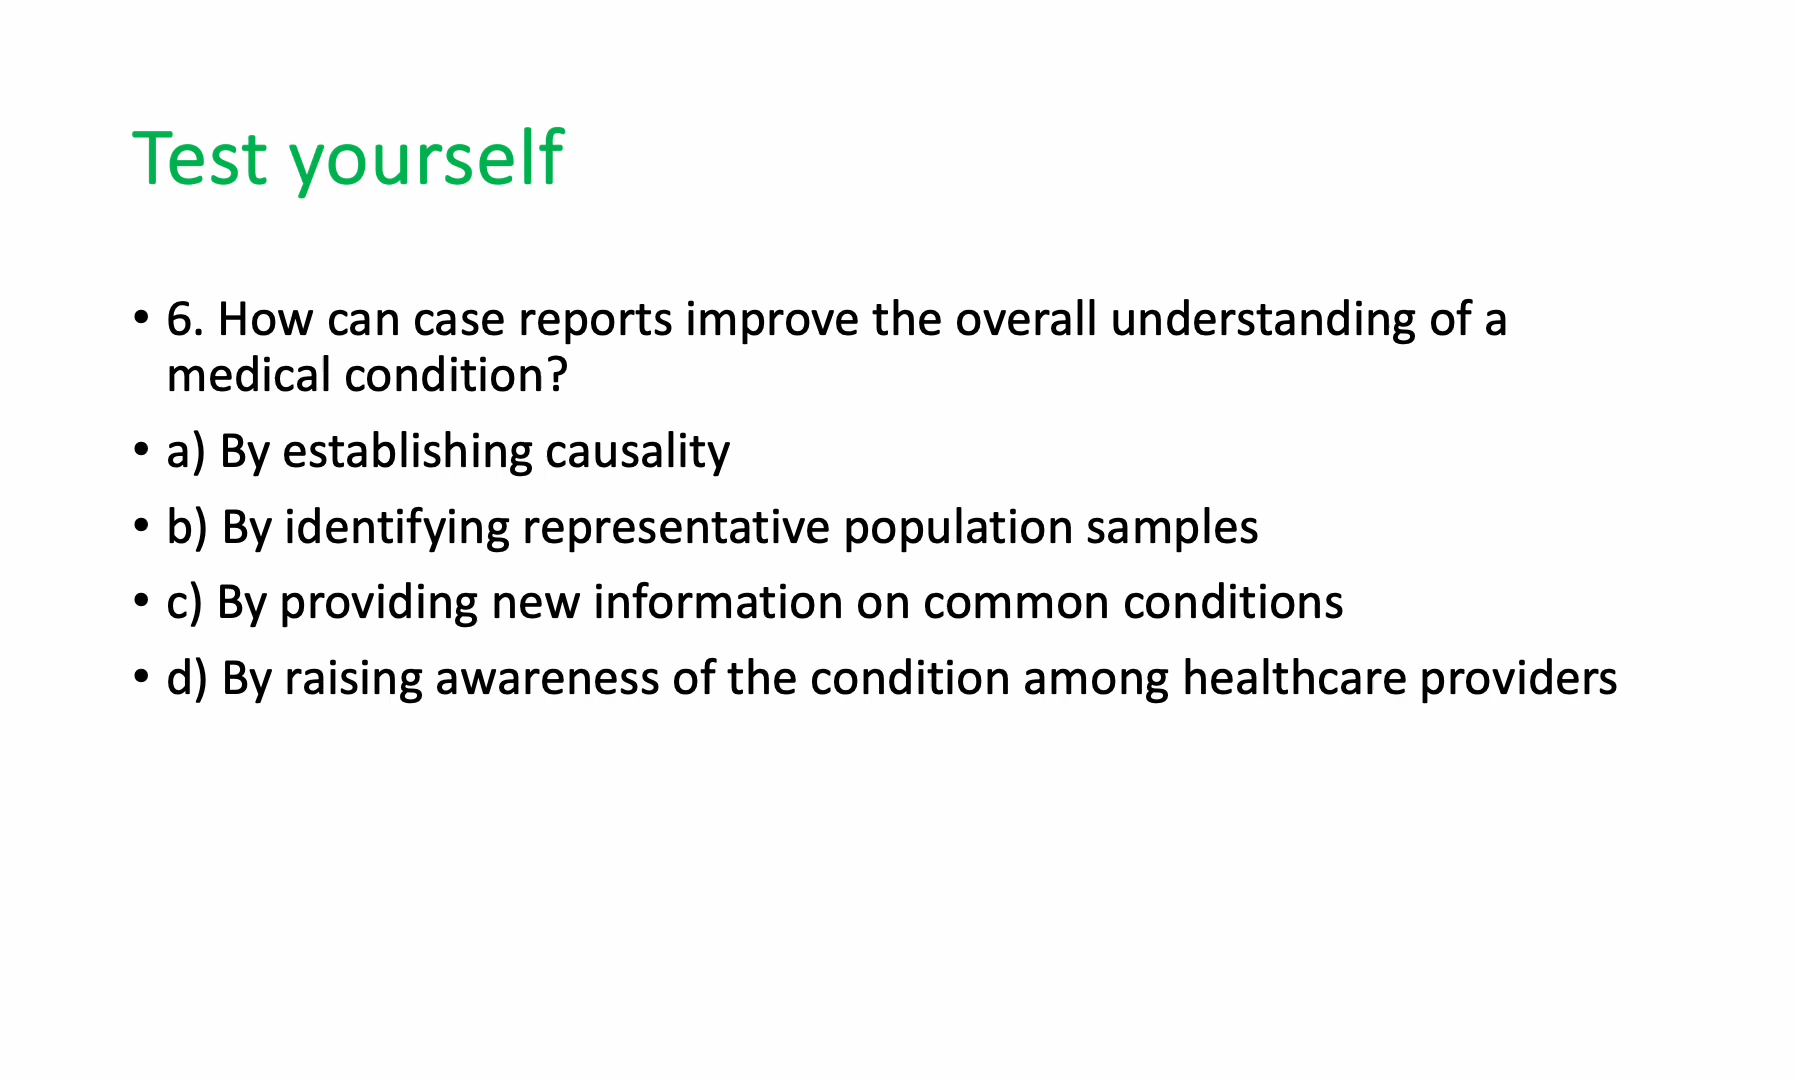 Test yourself
• 6. How can case reports improve the overall understanding of a
medical condition?
• a) By establishing causality
• b) By identifying representative population samples
• c) By providing new information on common conditions
• d) By raising awareness of the condition among healthcare providers